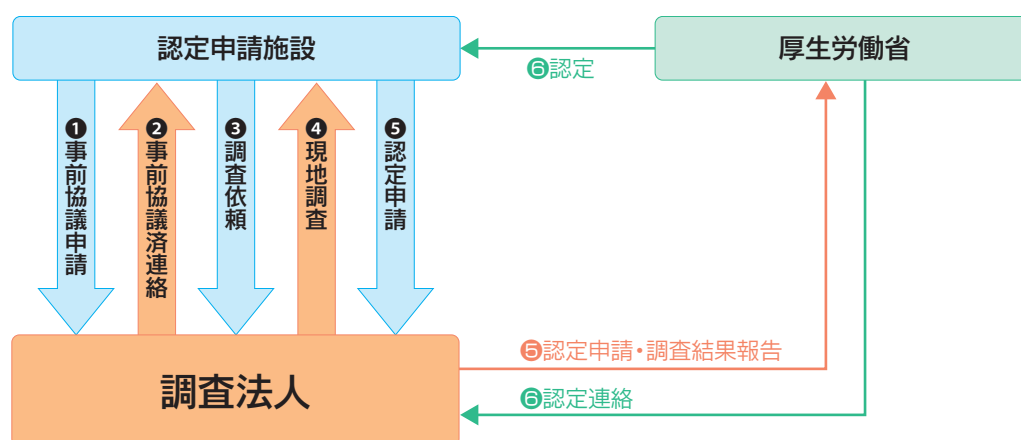 認定申請施設
厚生労働省
❻認定
❶事前協議申請
❷事前協議済連絡
❸調査依頼
❹現地調査
❺認定申請
❺認定申請・調査結果報告
調査法人
❻認定連絡